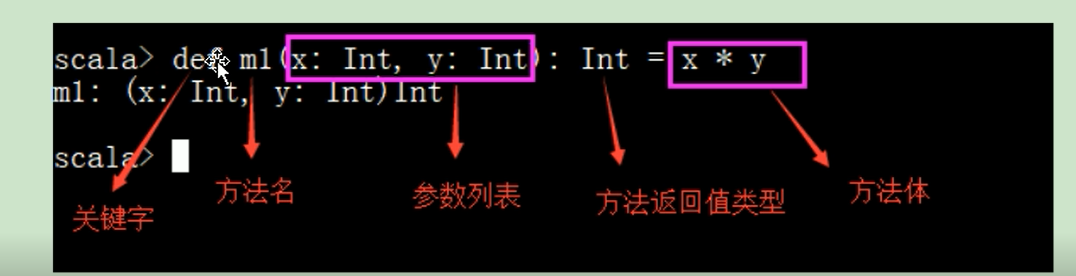 scala> def m1(x: Int, y: Int): Int = x * y
m1: (x: Int, y: Int)Int
scala>
关键字
方法名
参数列表
方法返回值类型
方法体